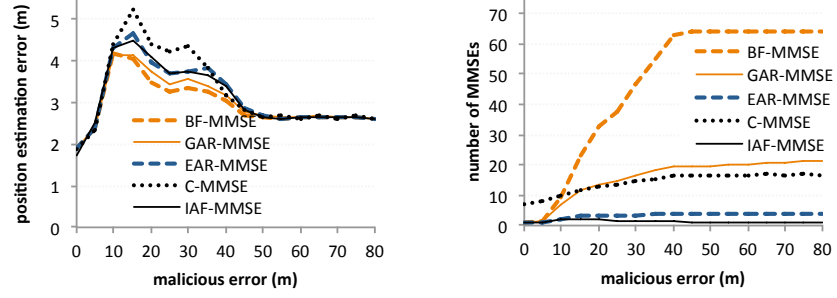 position estimation error (m)
5
4
3
2
1
0
BF-MMSE
GAR-MMSE
EAR-MMSE
C-MMSE
IAF-MMSE
0 10 20 30 40 50 60 70 80
malicious error (m)
number of MMSEs
70
60
50
40
30
20
10
0
BF-MMSE
GAR-MMSE
EAR-MMSE
C-MMSE
IAF-MMSE
0 10 20 30 40 50 60 70 80
malicious error (m)